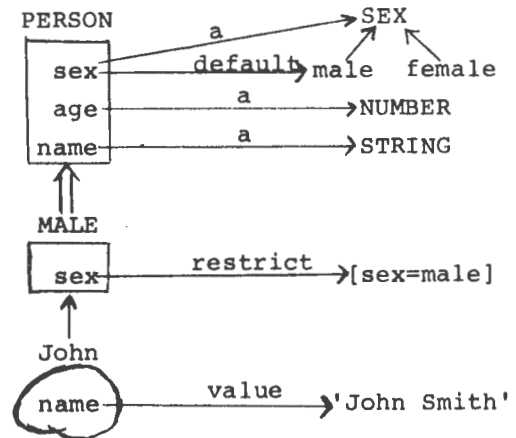 PERSON
SEX
a
sex default male female
age a NUMBER
name a STRING
MALE
sex restrict [sex=male]
John
name value 'John Smith'